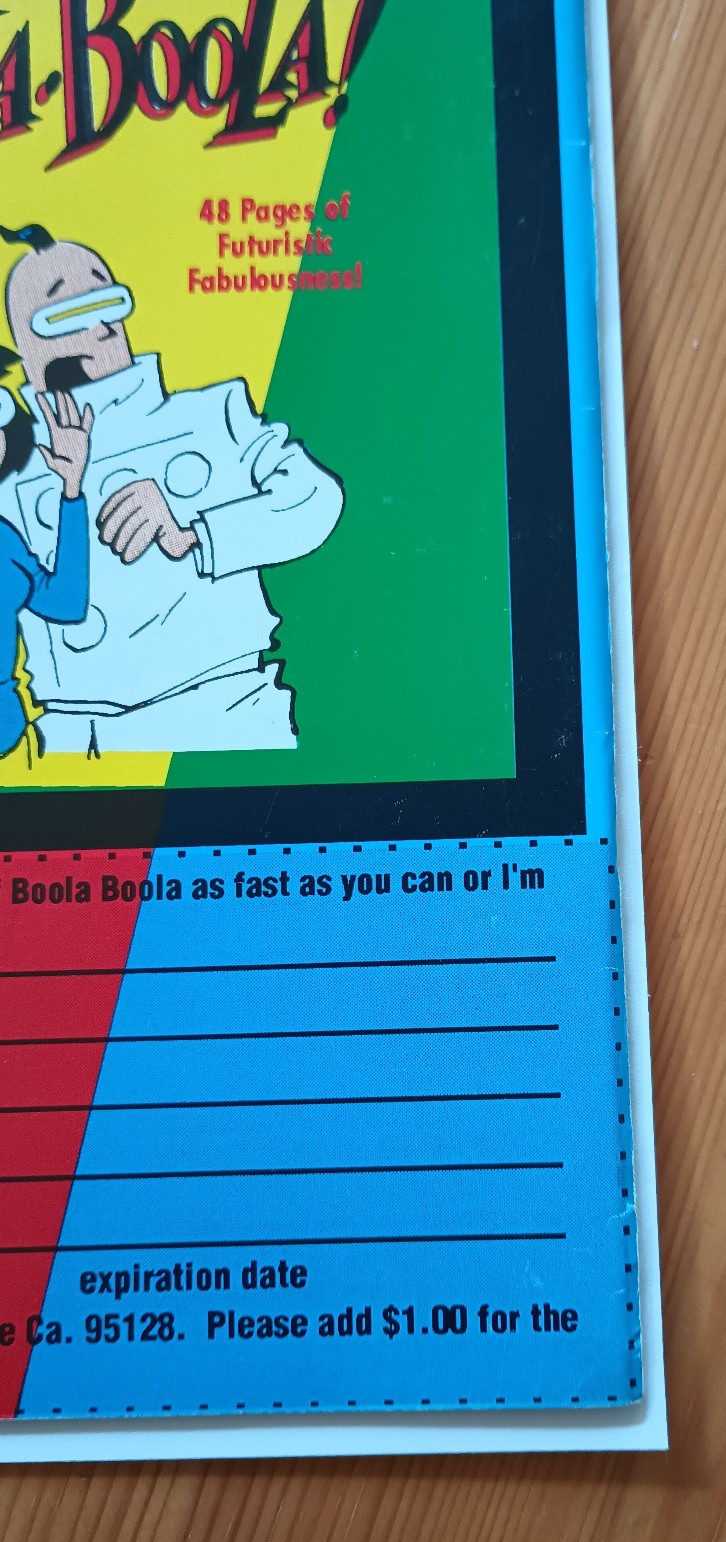 A·BOOLA!
48 Pages of
Futuristic
Fabulousness!
Boola Boola as fast as you can or I'm
expiration date
e Ca. 95128. Please add $1.00 for the